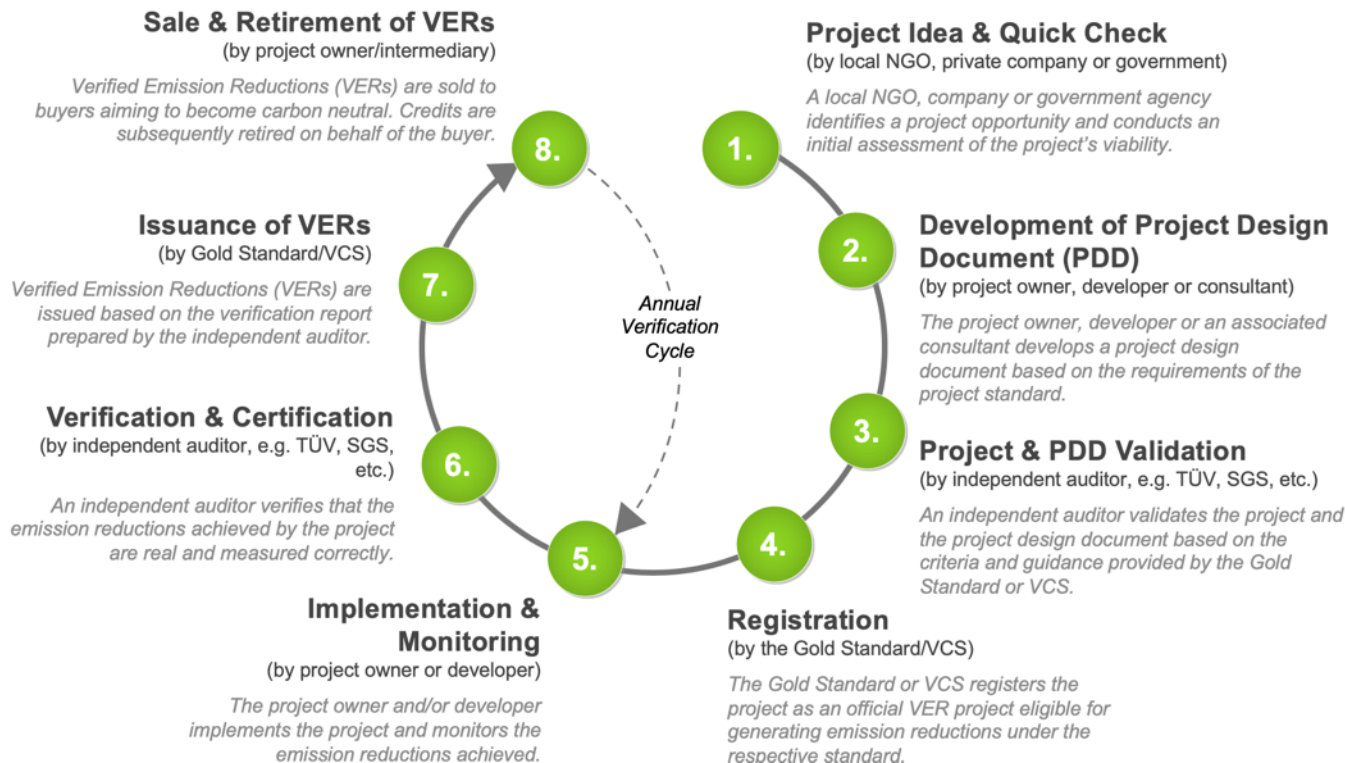 Project Idea & Quick Check
(by local NGO, private company or government)
A local NGO, company or government agency
identifies a project opportunity and conducts an
initial assessment of the project's viability.
1.
2.
Development of Project Design
Document (PDD)
(by project owner, developer or consultant)
The project owner, developer or an associated
consultant develops a project design
document based on the requirements of the
project standard.
3.
Project & PDD Validation
(by independent auditor, e.g. TÜV, SGS, etc.)
An independent auditor validates the project and
the project design document based on the
criteria and guidance provided by the Gold
Standard or VCS.
4.
Registration
(by the Gold Standard/VCS)
The Gold Standard or VCS registers the
project as an official VER project eligible for
generating emission reductions under the
respective standard.
5.
Implementation &
Monitoring
(by project owner or developer)
The project owner and/or developer
implements the project and monitors the
emission reductions achieved.
6.
Verification & Certification
(by independent auditor, e.g. TÜV, SGS,
etc.)
An independent auditor verifies that the
emission reductions achieved by the project
are real and measured correctly.
7.
Issuance of VERs
(by Gold Standard/VCS)
Verified Emission Reductions (VERs) are
issued based on the verification report
prepared by the independent auditor.
8.
Sale & Retirement of VERs
(by project owner/intermediary)
Verified Emission Reductions (VERs) are sold to
buyers aiming to become carbon neutral. Credits are
subsequently retired on behalf of the buyer.
Annual
Verification
Cycle